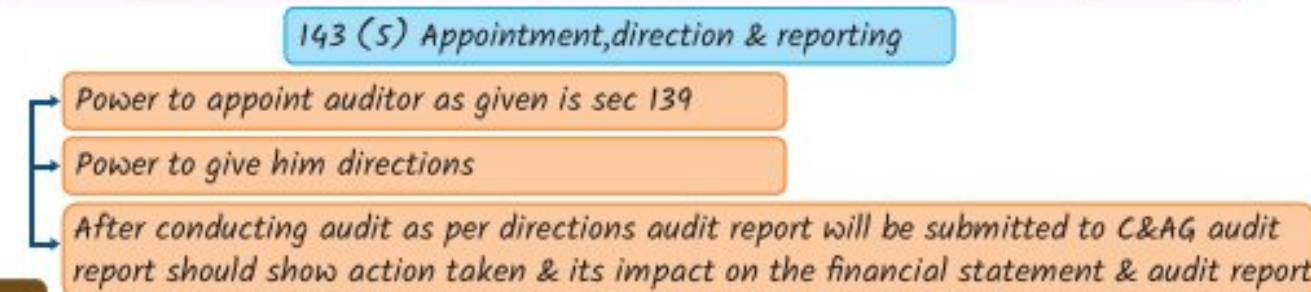 143 (5) Appointment,direction & reporting
Power to appoint auditor as given is sec 139
Power to give him directions
After conducting audit as per directions audit report will be submitted to C&AG audit
report should show action taken & its impact on the financial statement & audit report